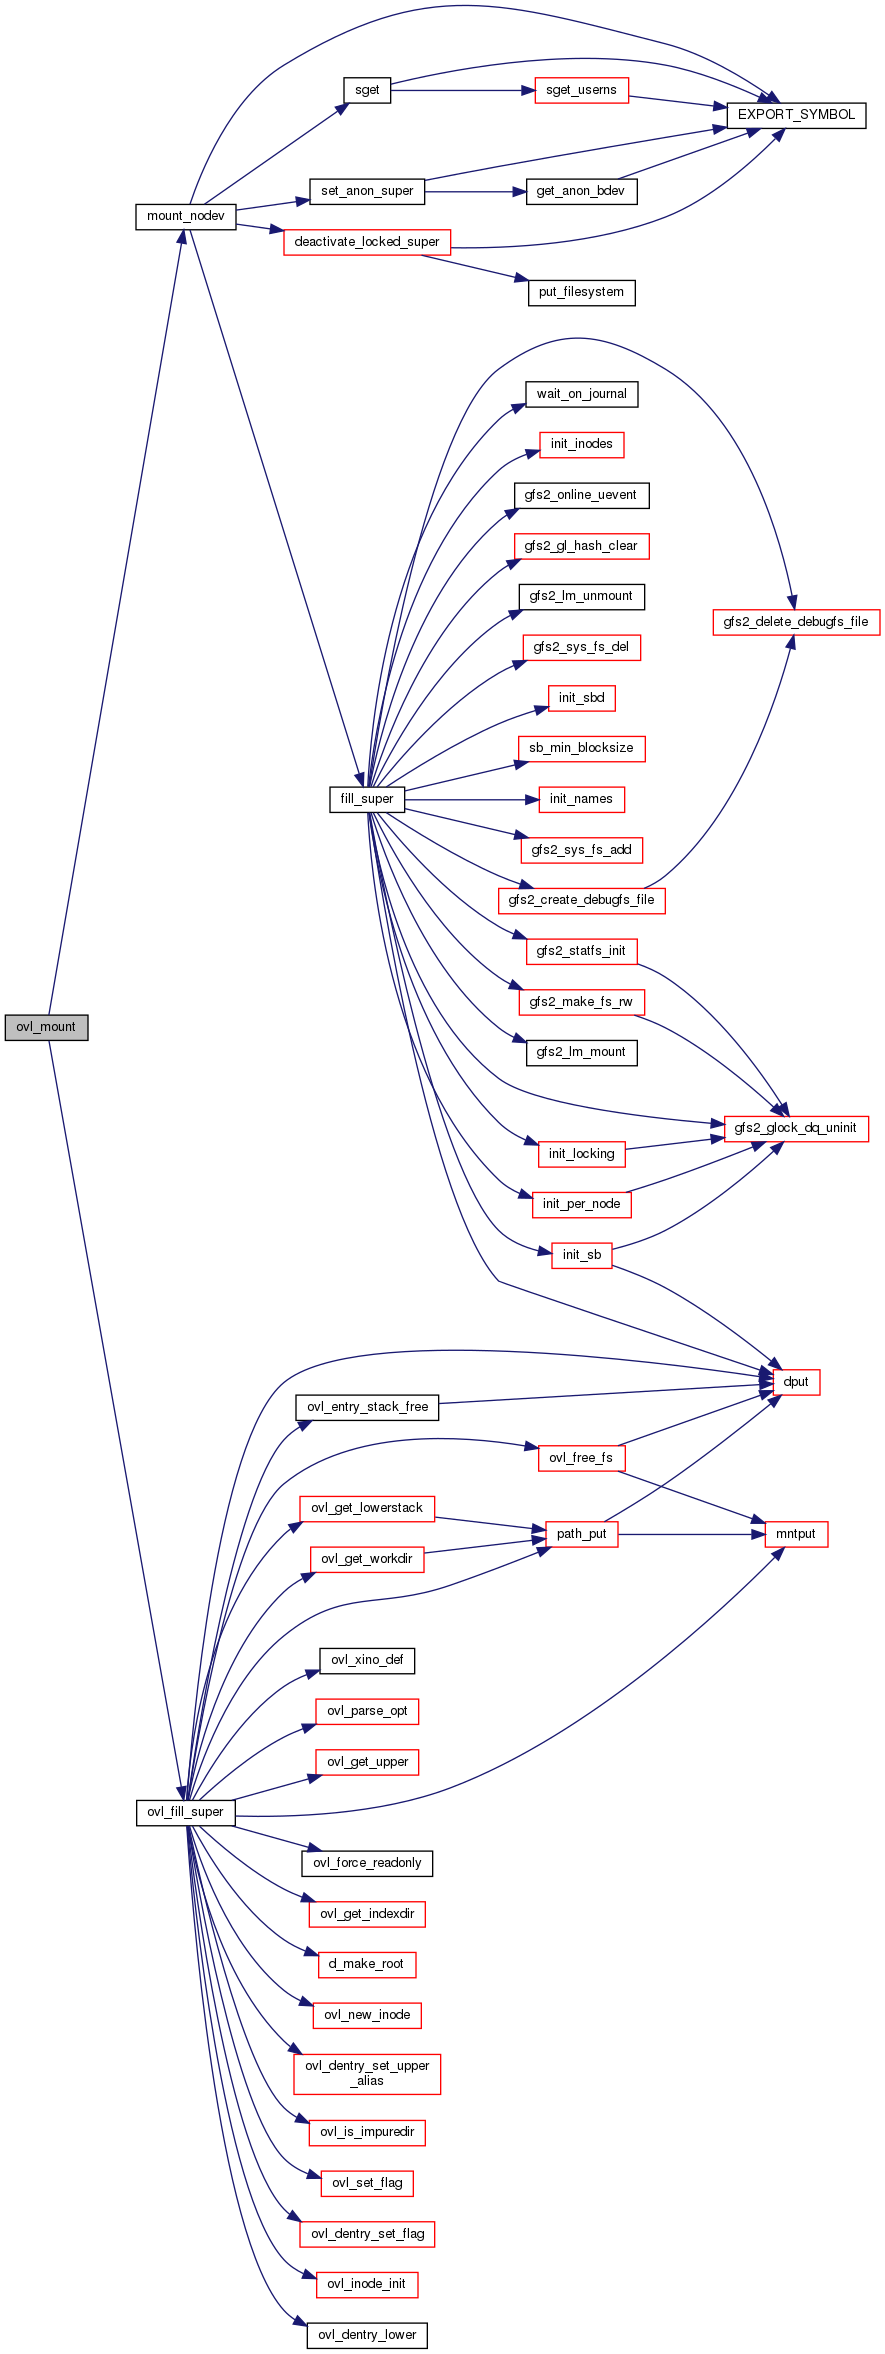 sget
sget_userns
EXPORT_SYMBOL
set_anon_super
get_anon_bdev
mount_nodev
deactivate_locked_super
put_filesystem
wait_on_journal
init_inodes
gfs2_online_uevent
gfs2_gl_hash_clear
gfs2_lm_unmount
gfs2_delete_debugfs_file
gfs2_sys_fs_del
init_sbd
sb_min_blocksize
fill_super
init_names
gfs2_sys_fs_add
gfs2_create_debugfs_file
gfs2_statfs_init
gfs2_make_fs_rw
ovl_mount
gfs2_lm_mount
gfs2_glock_dq_uninit
init_locking
init_per_node
init_sb
dput
ovl_entry_stack_free
ovl_free_fs
ovl_get_lowerstack
path_put
mntput
ovl_get_workdir
ovl_xino_def
ovl_parse_opt
ovl_get_upper
ovl_fill_super
ovl_force_readonly
ovl_get_indexdir
d_make_root
ovl_new_inode
ovl_dentry_set_upper
_alias
ovl_is_impuredir
ovl_set_flag
ovl_dentry_set_flag
ovl_inode_init
ovl_dentry_lower